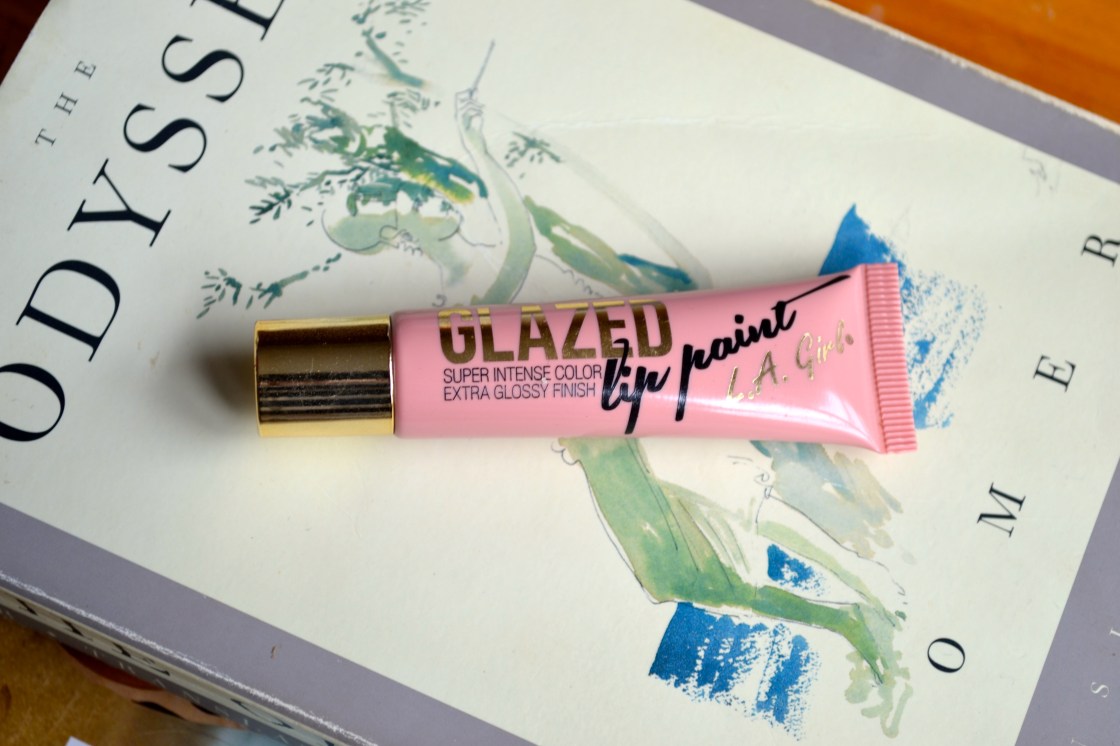 THE
ODYSSE
GLAZED
SUPER INTENSE COLOR
EXTRA GLOSSY FINISH
lip paint
L.A. Girl
OMER